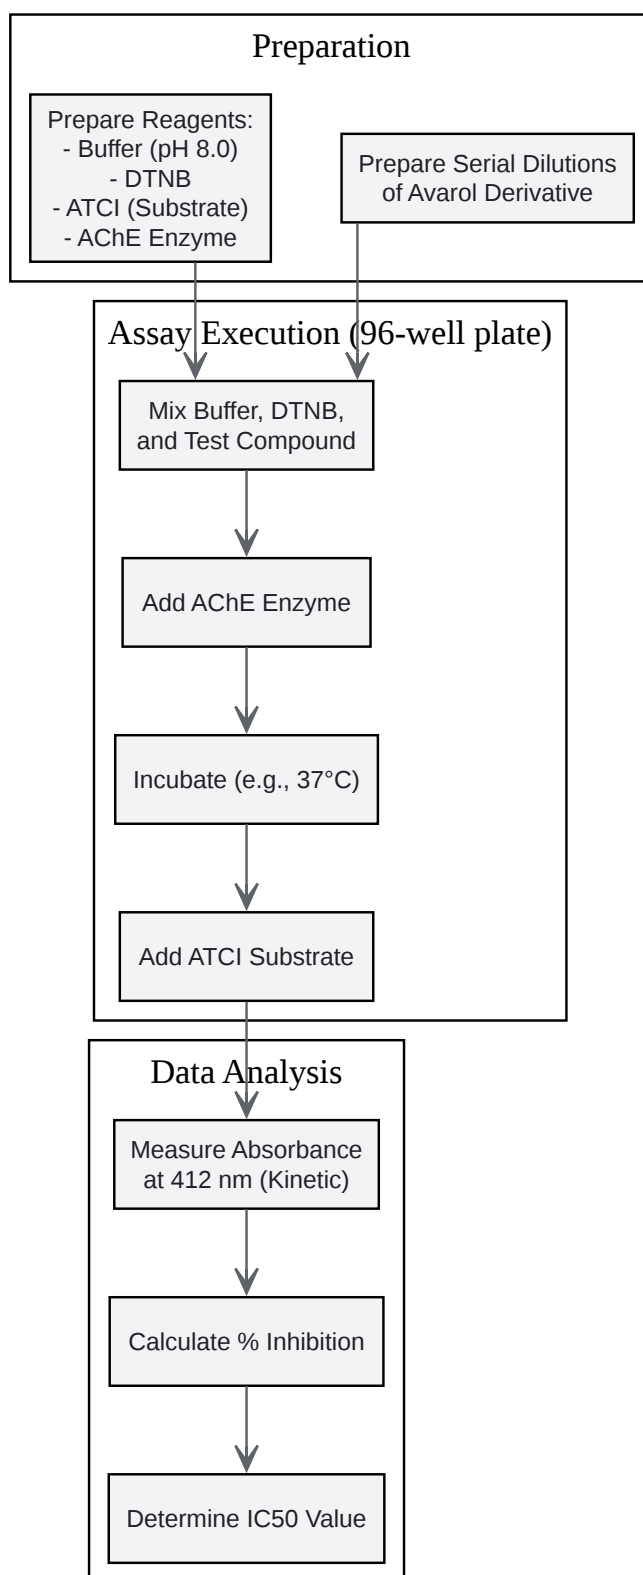 Preparation
Prepare Reagents:
- Buffer (pH 8.0)
- DTNB
- ATCI (Substrate)
- AChE Enzyme
Prepare Serial Dilutions
of Avarol Derivative
Assay Execution (96-well plate)
Mix Buffer, DTNB,
and Test Compound
Add AChE Enzyme
Incubate (e.g., 37°C)
Add ATCI Substrate
Data Analysis
Measure Absorbance
at 412 nm (Kinetic)
Calculate % Inhibition
Determine IC50 Value